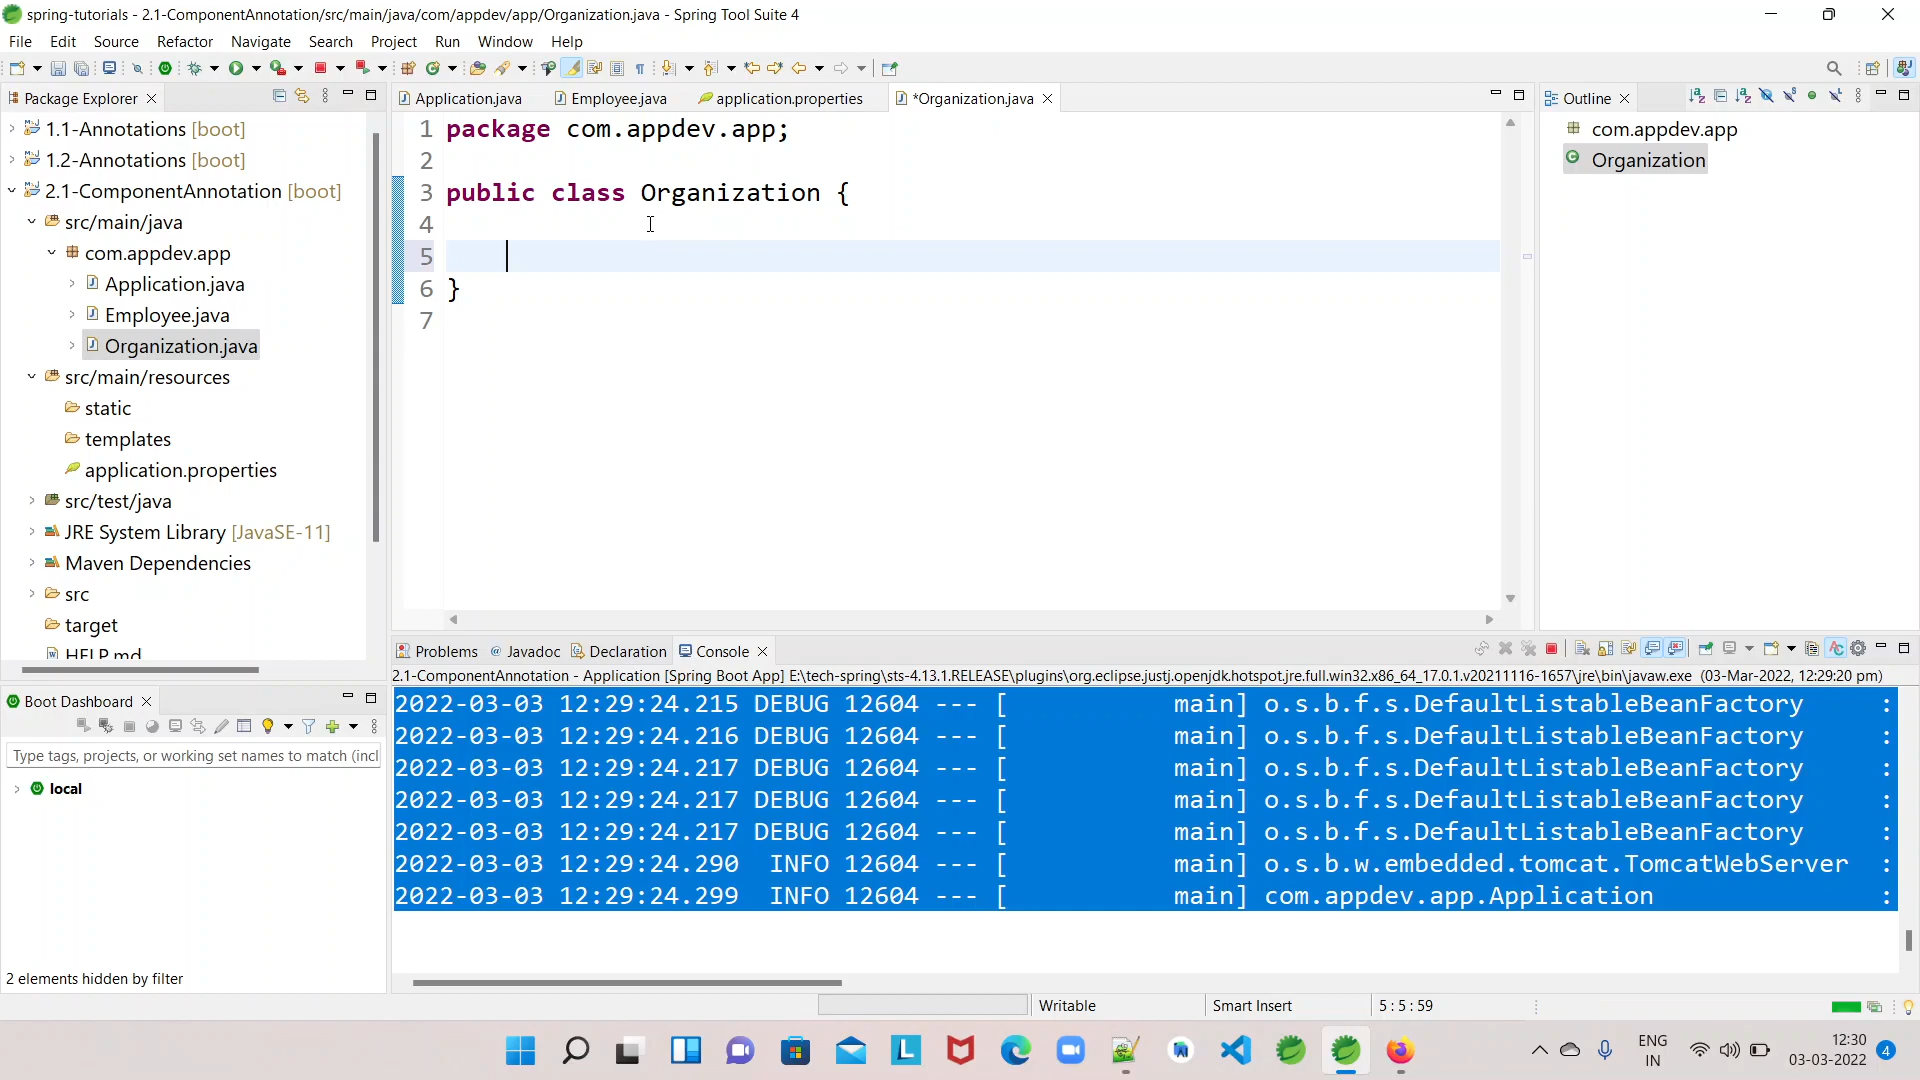 spring-tutorials - 2.1-ComponentAnnotation/src/main/java/com/appdev/app/Organization.java - Spring Tool Suite 4
File Edit Source Refactor Navigate Search Project Run Window Help
Package Explorer
1.1-Annotations [boot]
1.2-Annotations [boot]
2.1-ComponentAnnotation [boot]
src/main/java
com.appdev.app
Application.java
Employee.java
Organization.java
src/main/resources
static
templates
application.properties
src/test/java
JRE System Library [JavaSE-11]
Maven Dependencies
src
target
HELP.md
Application.java Employee.java application.properties *Organization.java
1 package com.appdev.app;
2
3 public class Organization {
4
5
6 }
7
Outline
com.appdev.app
Organization
Boot Dashboard
Type tags, projects, or working set names to match (incl
local
2 elements hidden by filter
Problems Javadoc Declaration Console
2.1-ComponentAnnotation - Application [Spring Boot App] E:\tech-spring\sts-4.13.1.RELEASE\plugins\org.eclipse.justj.openjdk.hotspot.jre.full.win32.x86_64_17.0.1.v20211116-1657\jre\bin\javaw.exe (03-Mar-2022, 12:29:20 pm)
2022-03-03 12:29:24.215 DEBUG 12604 --- [ main] o.s.b.f.s.DefaultListableBeanFactory :
2022-03-03 12:29:24.216 DEBUG 12604 --- [ main] o.s.b.f.s.DefaultListableBeanFactory :
2022-03-03 12:29:24.217 DEBUG 12604 --- [ main] o.s.b.f.s.DefaultListableBeanFactory :
2022-03-03 12:29:24.217 DEBUG 12604 --- [ main] o.s.b.f.s.DefaultListableBeanFactory :
2022-03-03 12:29:24.217 DEBUG 12604 --- [ main] o.s.b.f.s.DefaultListableBeanFactory :
2022-03-03 12:29:24.290 INFO 12604 --- [ main] o.s.b.w.embedded.tomcat.TomcatWebServer :
2022-03-03 12:29:24.299 INFO 12604 --- [ main] com.appdev.app.Application :
Writable Smart Insert 5 : 5 : 59
ENG
IN
12:30
03-03-2022
4